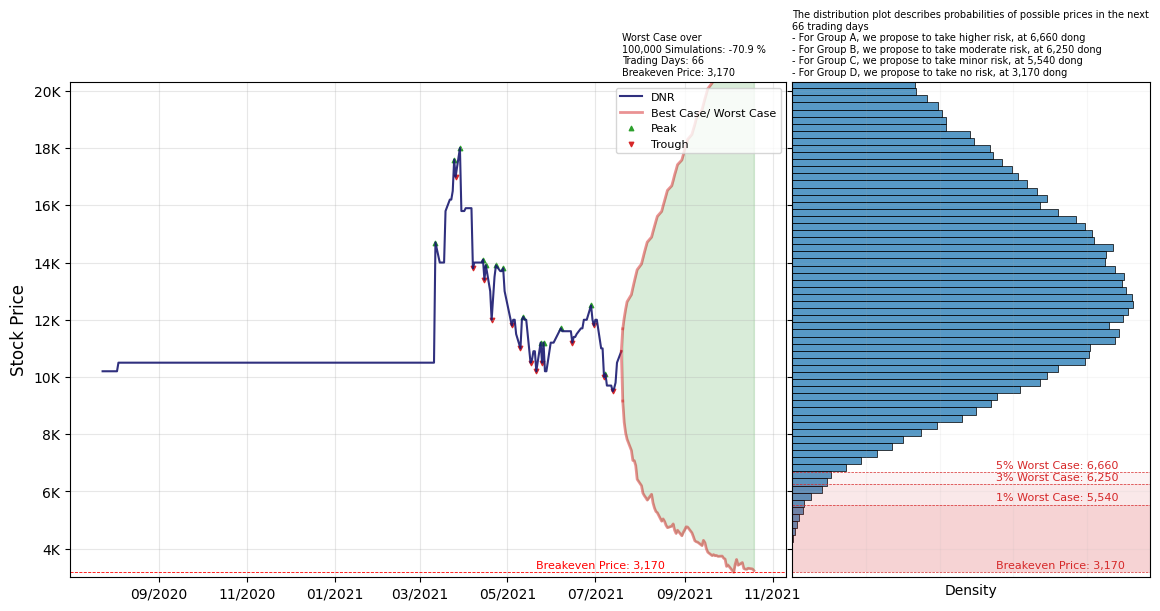 The distribution plot describes probabilities of possible prices in the next
66 trading days
- For Group A, we propose to take higher risk, at 6,660 dong
- For Group B, we propose to take moderate risk, at 6,250 dong
- For Group C, we propose to take minor risk, at 5,540 dong
- For Group D, we propose to take no risk, at 3,170 dong
Worst Case over
100,000 Simulations: -70.9 %
Trading Days: 66
Breakeven Price: 3,170
DNR
Best Case/ Worst Case
Peak
Trough
Stock Price
20K
18K
16K
14K
12K
10K
8K
6K
4K
Breakeven Price: 3,170
09/2020
11/2020
01/2021
03/2021
05/2021
07/2021
09/2021
11/2021
5% Worst Case: 6,660
3% Worst Case: 6,250
1% Worst Case: 5,540
Breakeven Price: 3,170
Density